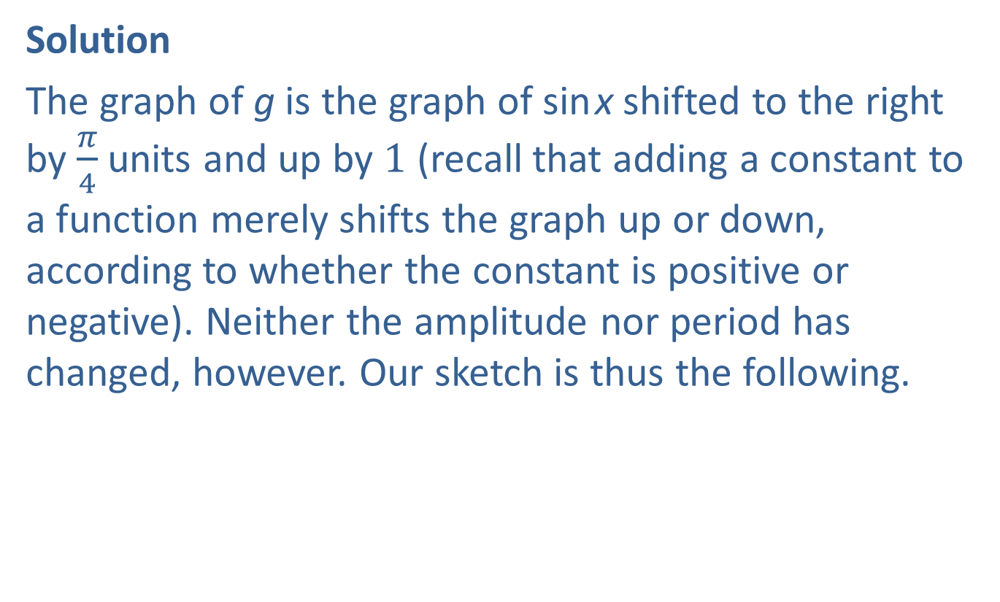 Solution
The graph of g is the graph of sin x shifted to the right
by π/4 units and up by 1 (recall that adding a constant to
a function merely shifts the graph up or down,
according to whether the constant is positive or
negative). Neither the amplitude nor period has
changed, however. Our sketch is thus the following.